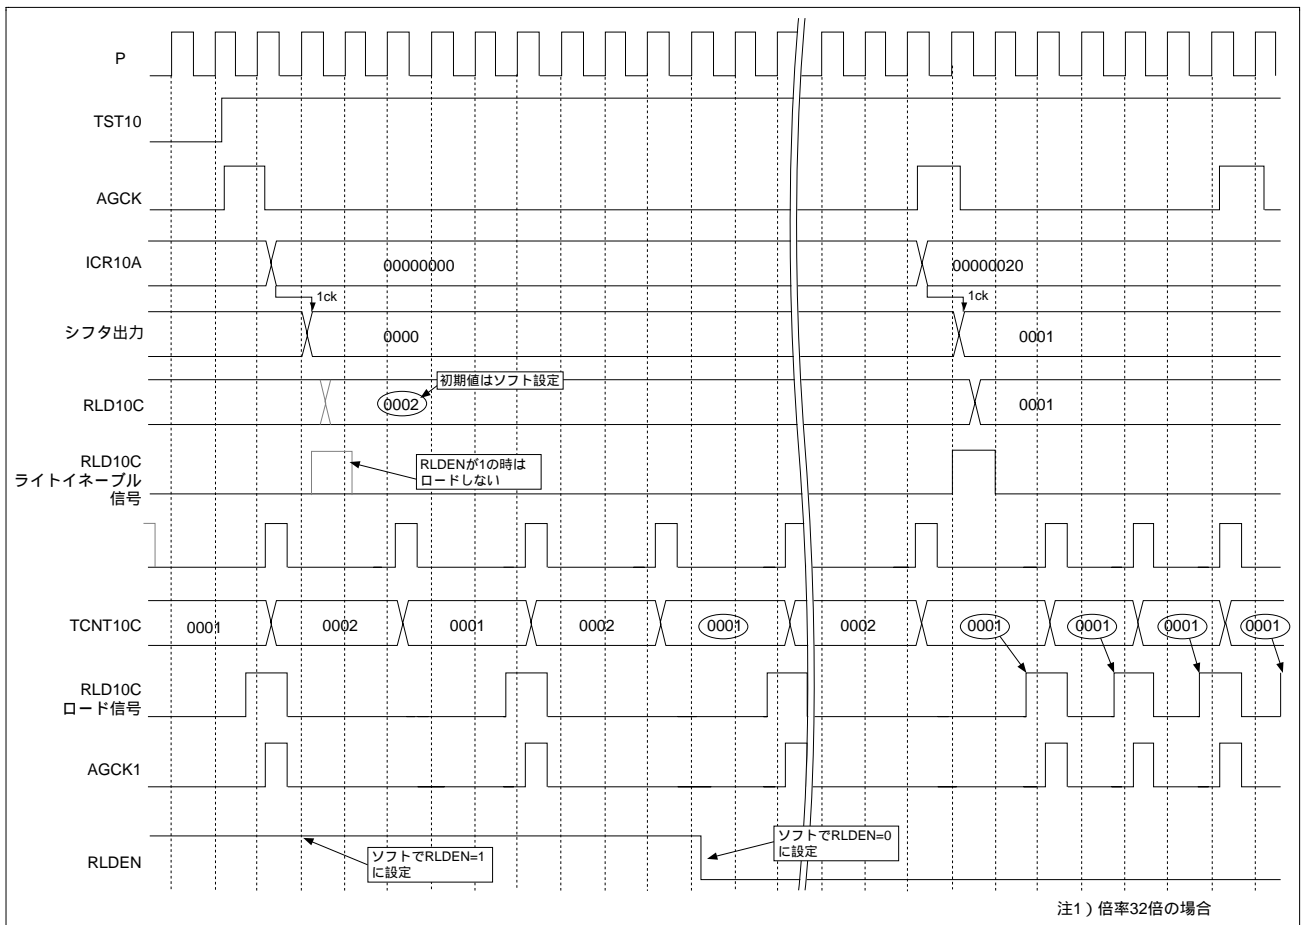 P
TST10
AGCK
ICR10A
00000000
00000020
1ck
1ck
シフタ出力
0000
0001
初期値はソフト設定
RLD10C
0002
0001
RLD10C
ライトイネーブル
信号
RLDENが1の時は
ロードしない
TCNT10C
0001
0002
0001
0002
0001
0002
0001
0001
0001
0001
RLD10C
ロード信号
AGCK1
RLDEN
ソフトでRLDEN=1
に設定
ソフトでRLDEN=0
に設定
注1）倍率32倍の場合